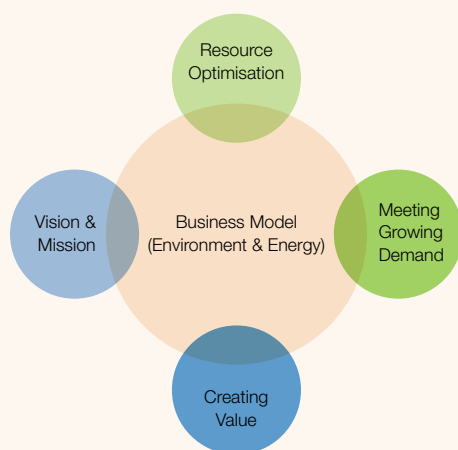 Resource
Optimisation
Vision &
Mission
Business Model
(Environment & Energy)
Meeting
Growing
Demand
Creating
Value